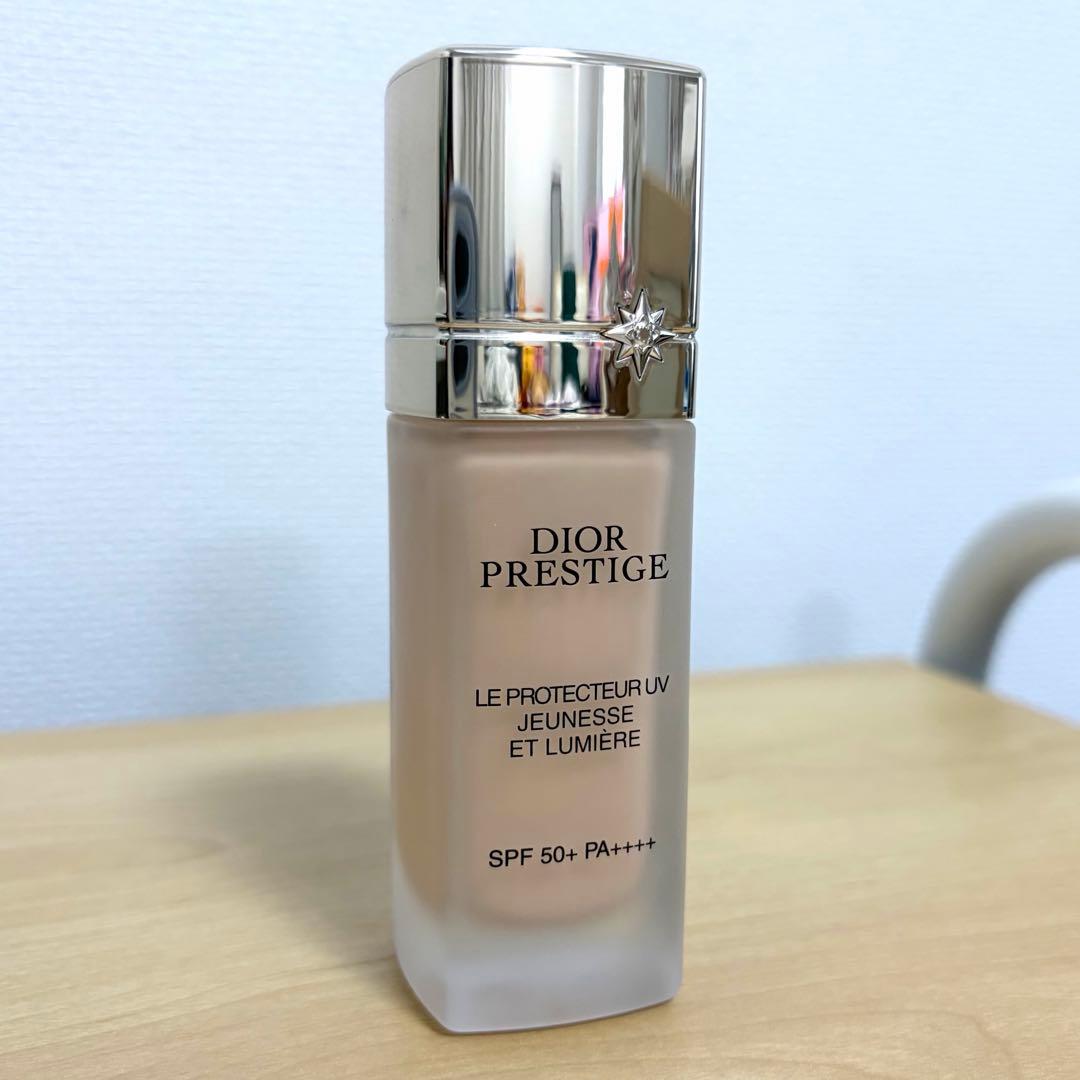 DIOR
PRESTIGE
LE PROTECTEUR UV
JEUNESSE
ET LUMIÈRE
SPF 50+ PA++++